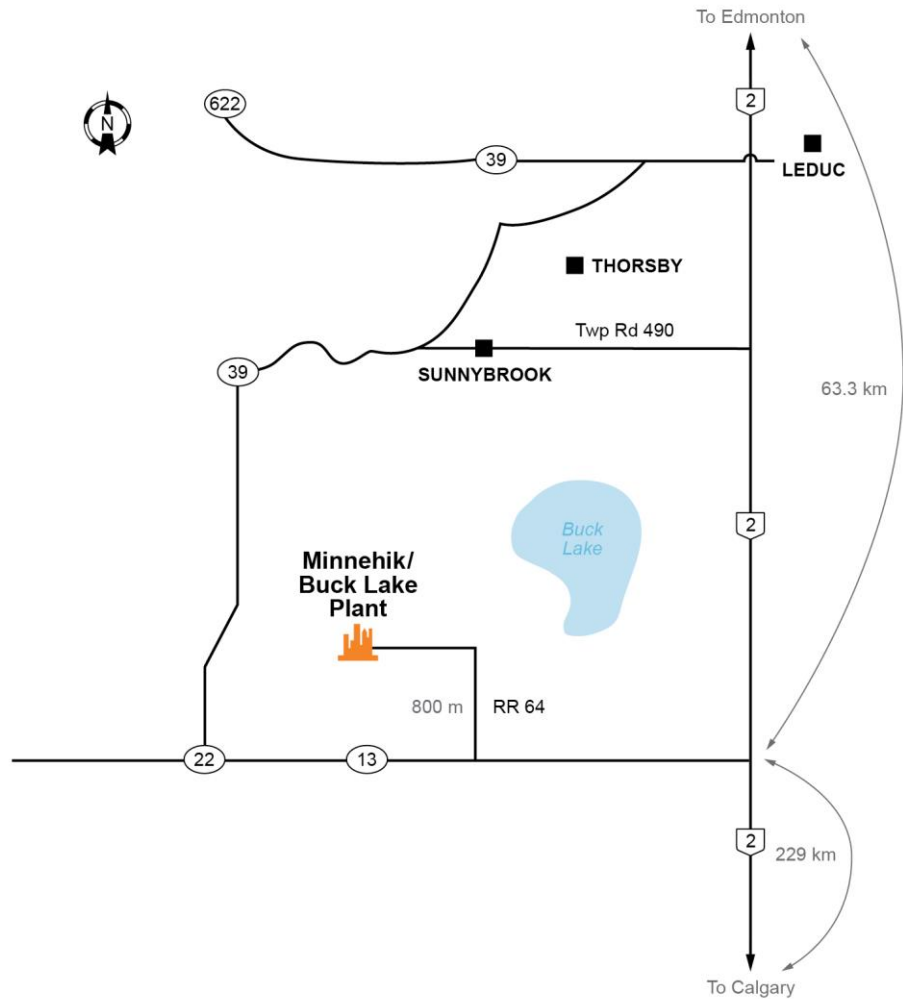 To Edmonton
2
622
N
39
LEDUC
THORSBY
Twp Rd 490
SUNNYBROOK
39
63.3 km
Buck
Lake
2
Minnehik/
Buck Lake
Plant
800 m
RR 64
22
13
2
229 km
To Calgary